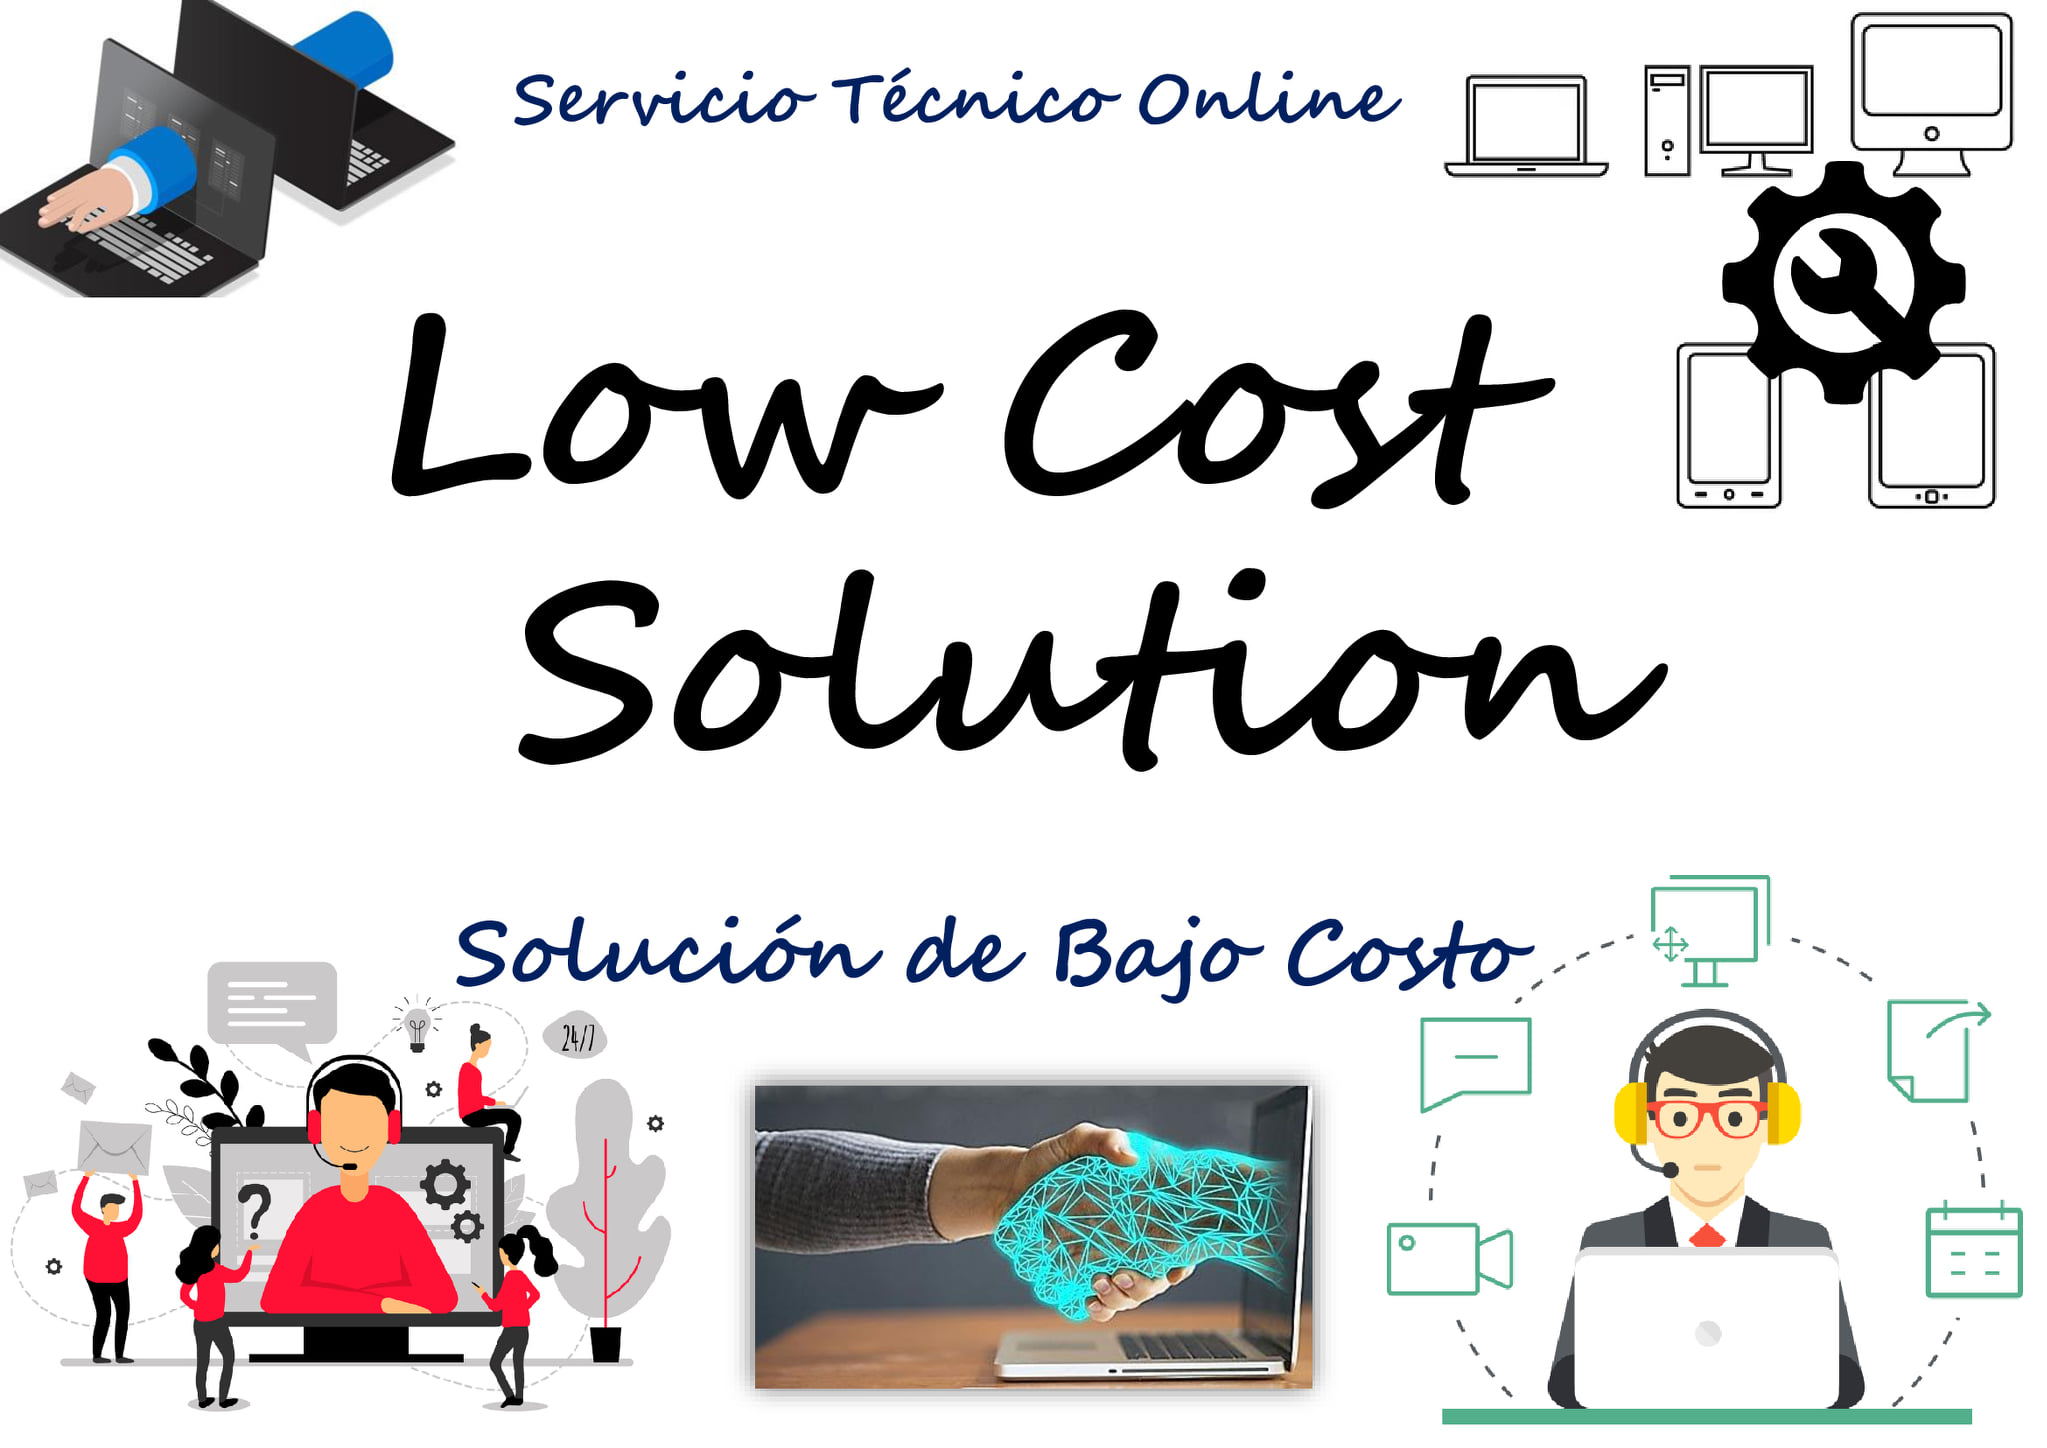 Servicio Técnico Online
Low Cost
Solution
Solución de Bajo Costo
24/7
?